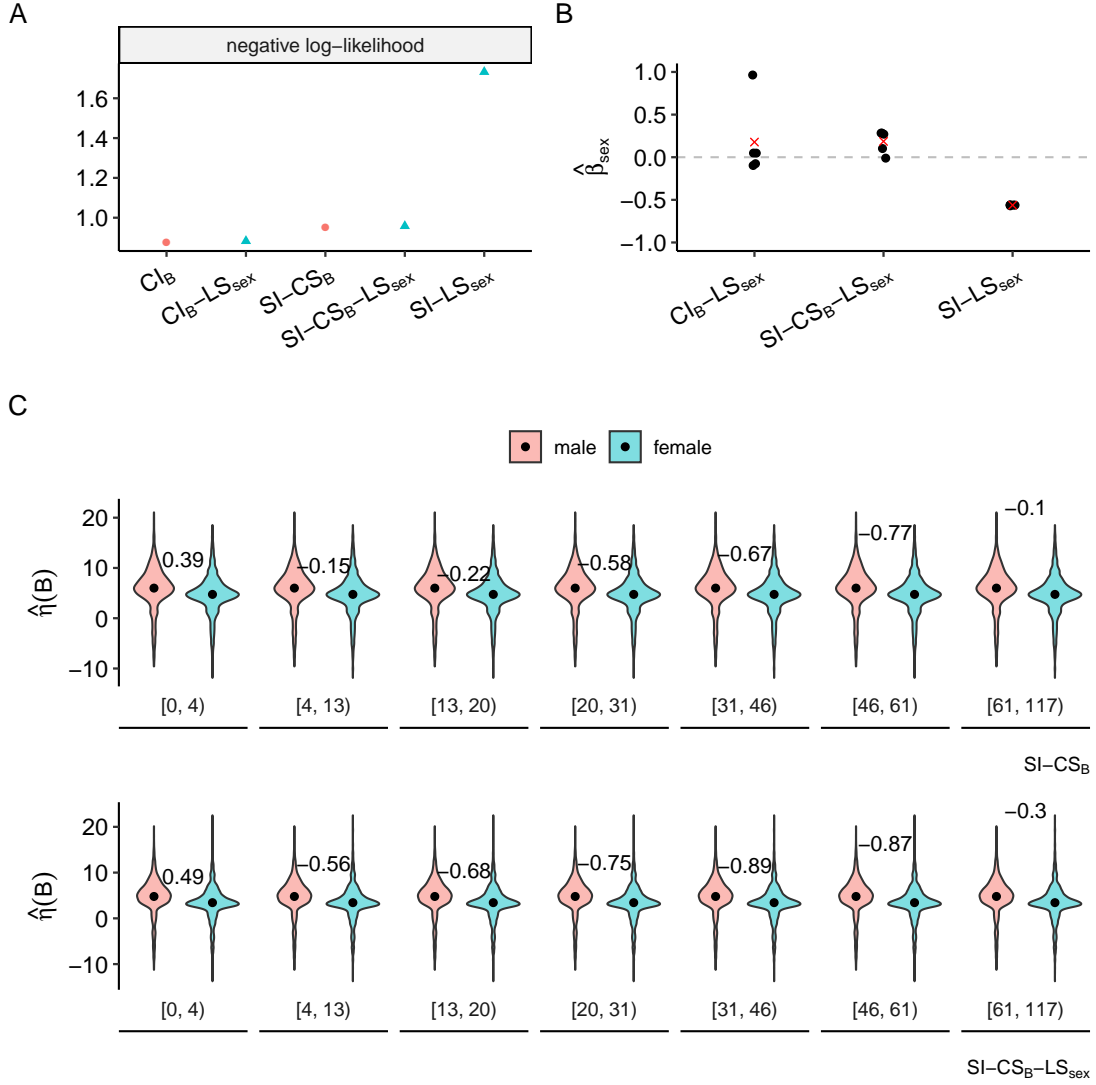 A
negative log−likelihood
1.6
1.4
1.2
1.0
CI_B
CI_B−LS_sex
SI−CS_B
SI−CS_B−LS_sex
SI−LS_sex
B
β̂_sex
1.0
0.5
0.0
−0.5
−1.0
CI_B−LS_sex
SI−CS_B−LS_sex
SI−LS_sex
C
male female
η̂(B)
20
10
0
−10
0.39 −0.15 −0.22 −0.58 −0.67 −0.77 −0.1
[0, 4) [4, 13) [13, 20) [20, 31) [31, 46) [46, 61) [61, 117)
SI−CS_B
η̂(B)
20
10
0
−10
0.49 −0.56 −0.68 −0.75 −0.89 −0.87 −0.3
[0, 4) [4, 13) [13, 20) [20, 31) [31, 46) [46, 61) [61, 117)
SI−CS_B−LS_sex